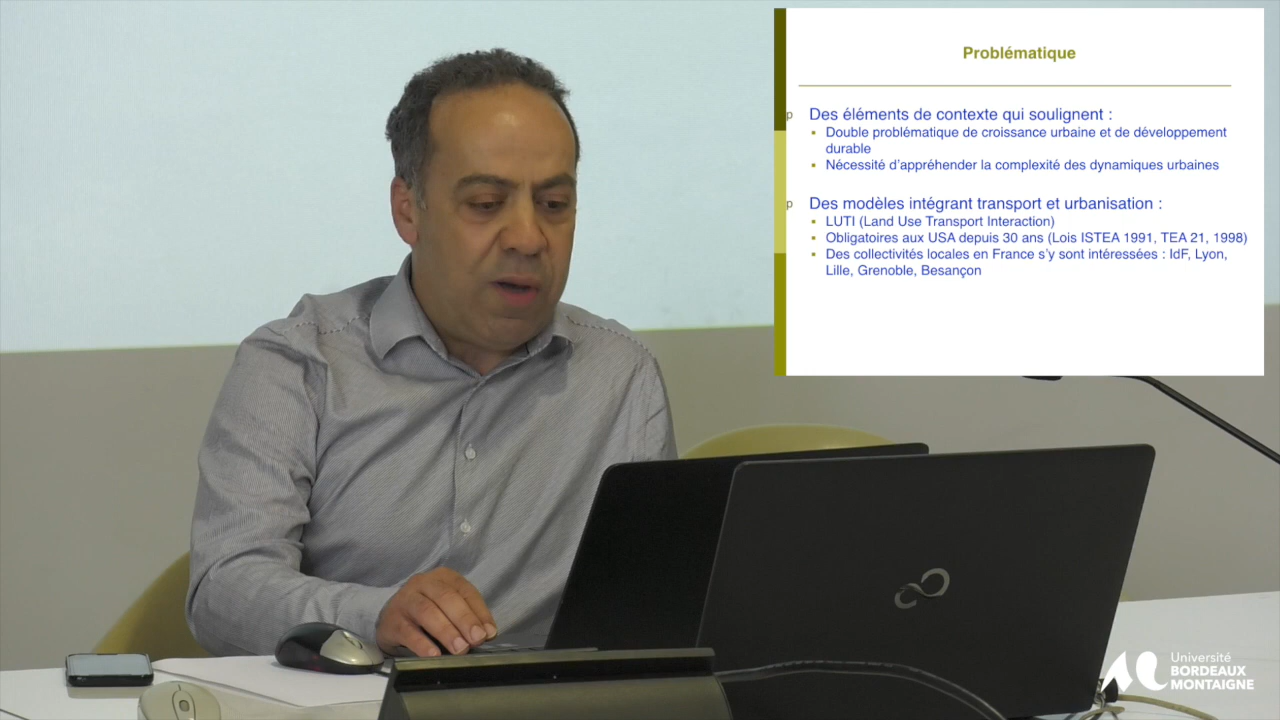 Problématique
p Des éléments de contexte qui soulignent :
▪ Double problématique de croissance urbaine et de développement
durable
▪ Nécessité d'appréhender la complexité des dynamiques urbaines
p Des modèles intégrant transport et urbanisation :
▪ LUTI (Land Use Transport Interaction)
▪ Obligatoires aux USA depuis 30 ans (Lois ISTEA 1991, TEA 21, 1998)
▪ Des collectivités locales en France s'y sont intéressées : IdF, Lyon,
Lille, Grenoble, Besançon
Université
BORDEAUX
MONTAIGNE